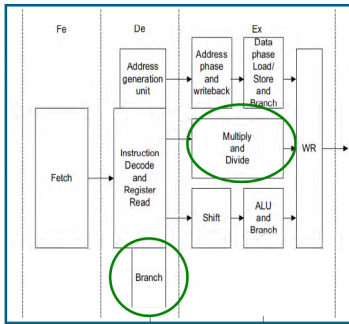 Fe
De
Ex
Address
generation
unit
Address
phase
and
writeback
Data
phase
Load/
Store
and
Branch
Fetch
Instruction
Decode
and
Register
Read
Multiply
and
Divide
WR
Shift
ALU
and
Branch
Branch